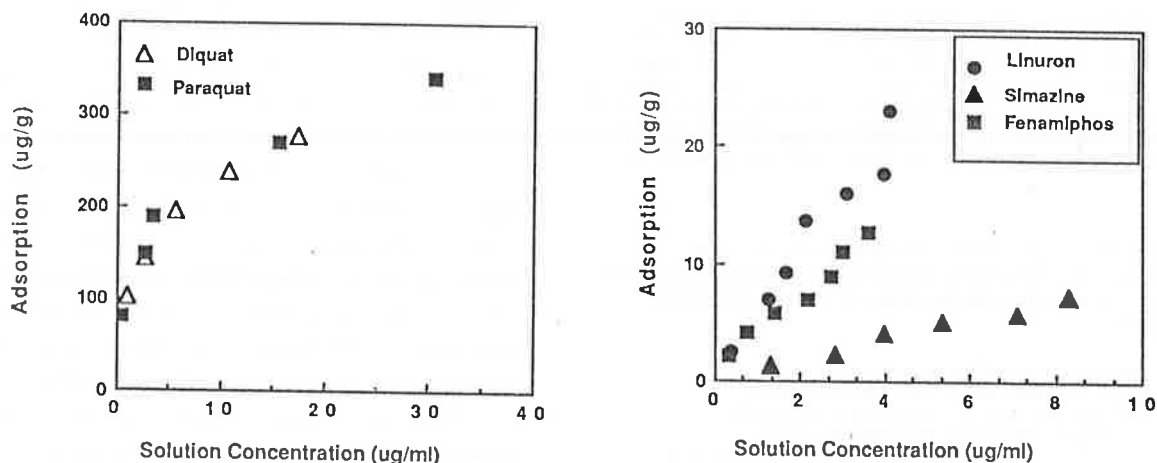 400
300
200
100
0
Adsorption (ug/g)
Diquat
Paraquat
0 10 20 30 40
Solution Concentration (ug/ml)
30
20
10
0
Adsorption (ug/g)
Linuron
Simazine
Fenamiphos
0 2 4 6 8 10
Solution Concentration (ug/ml)